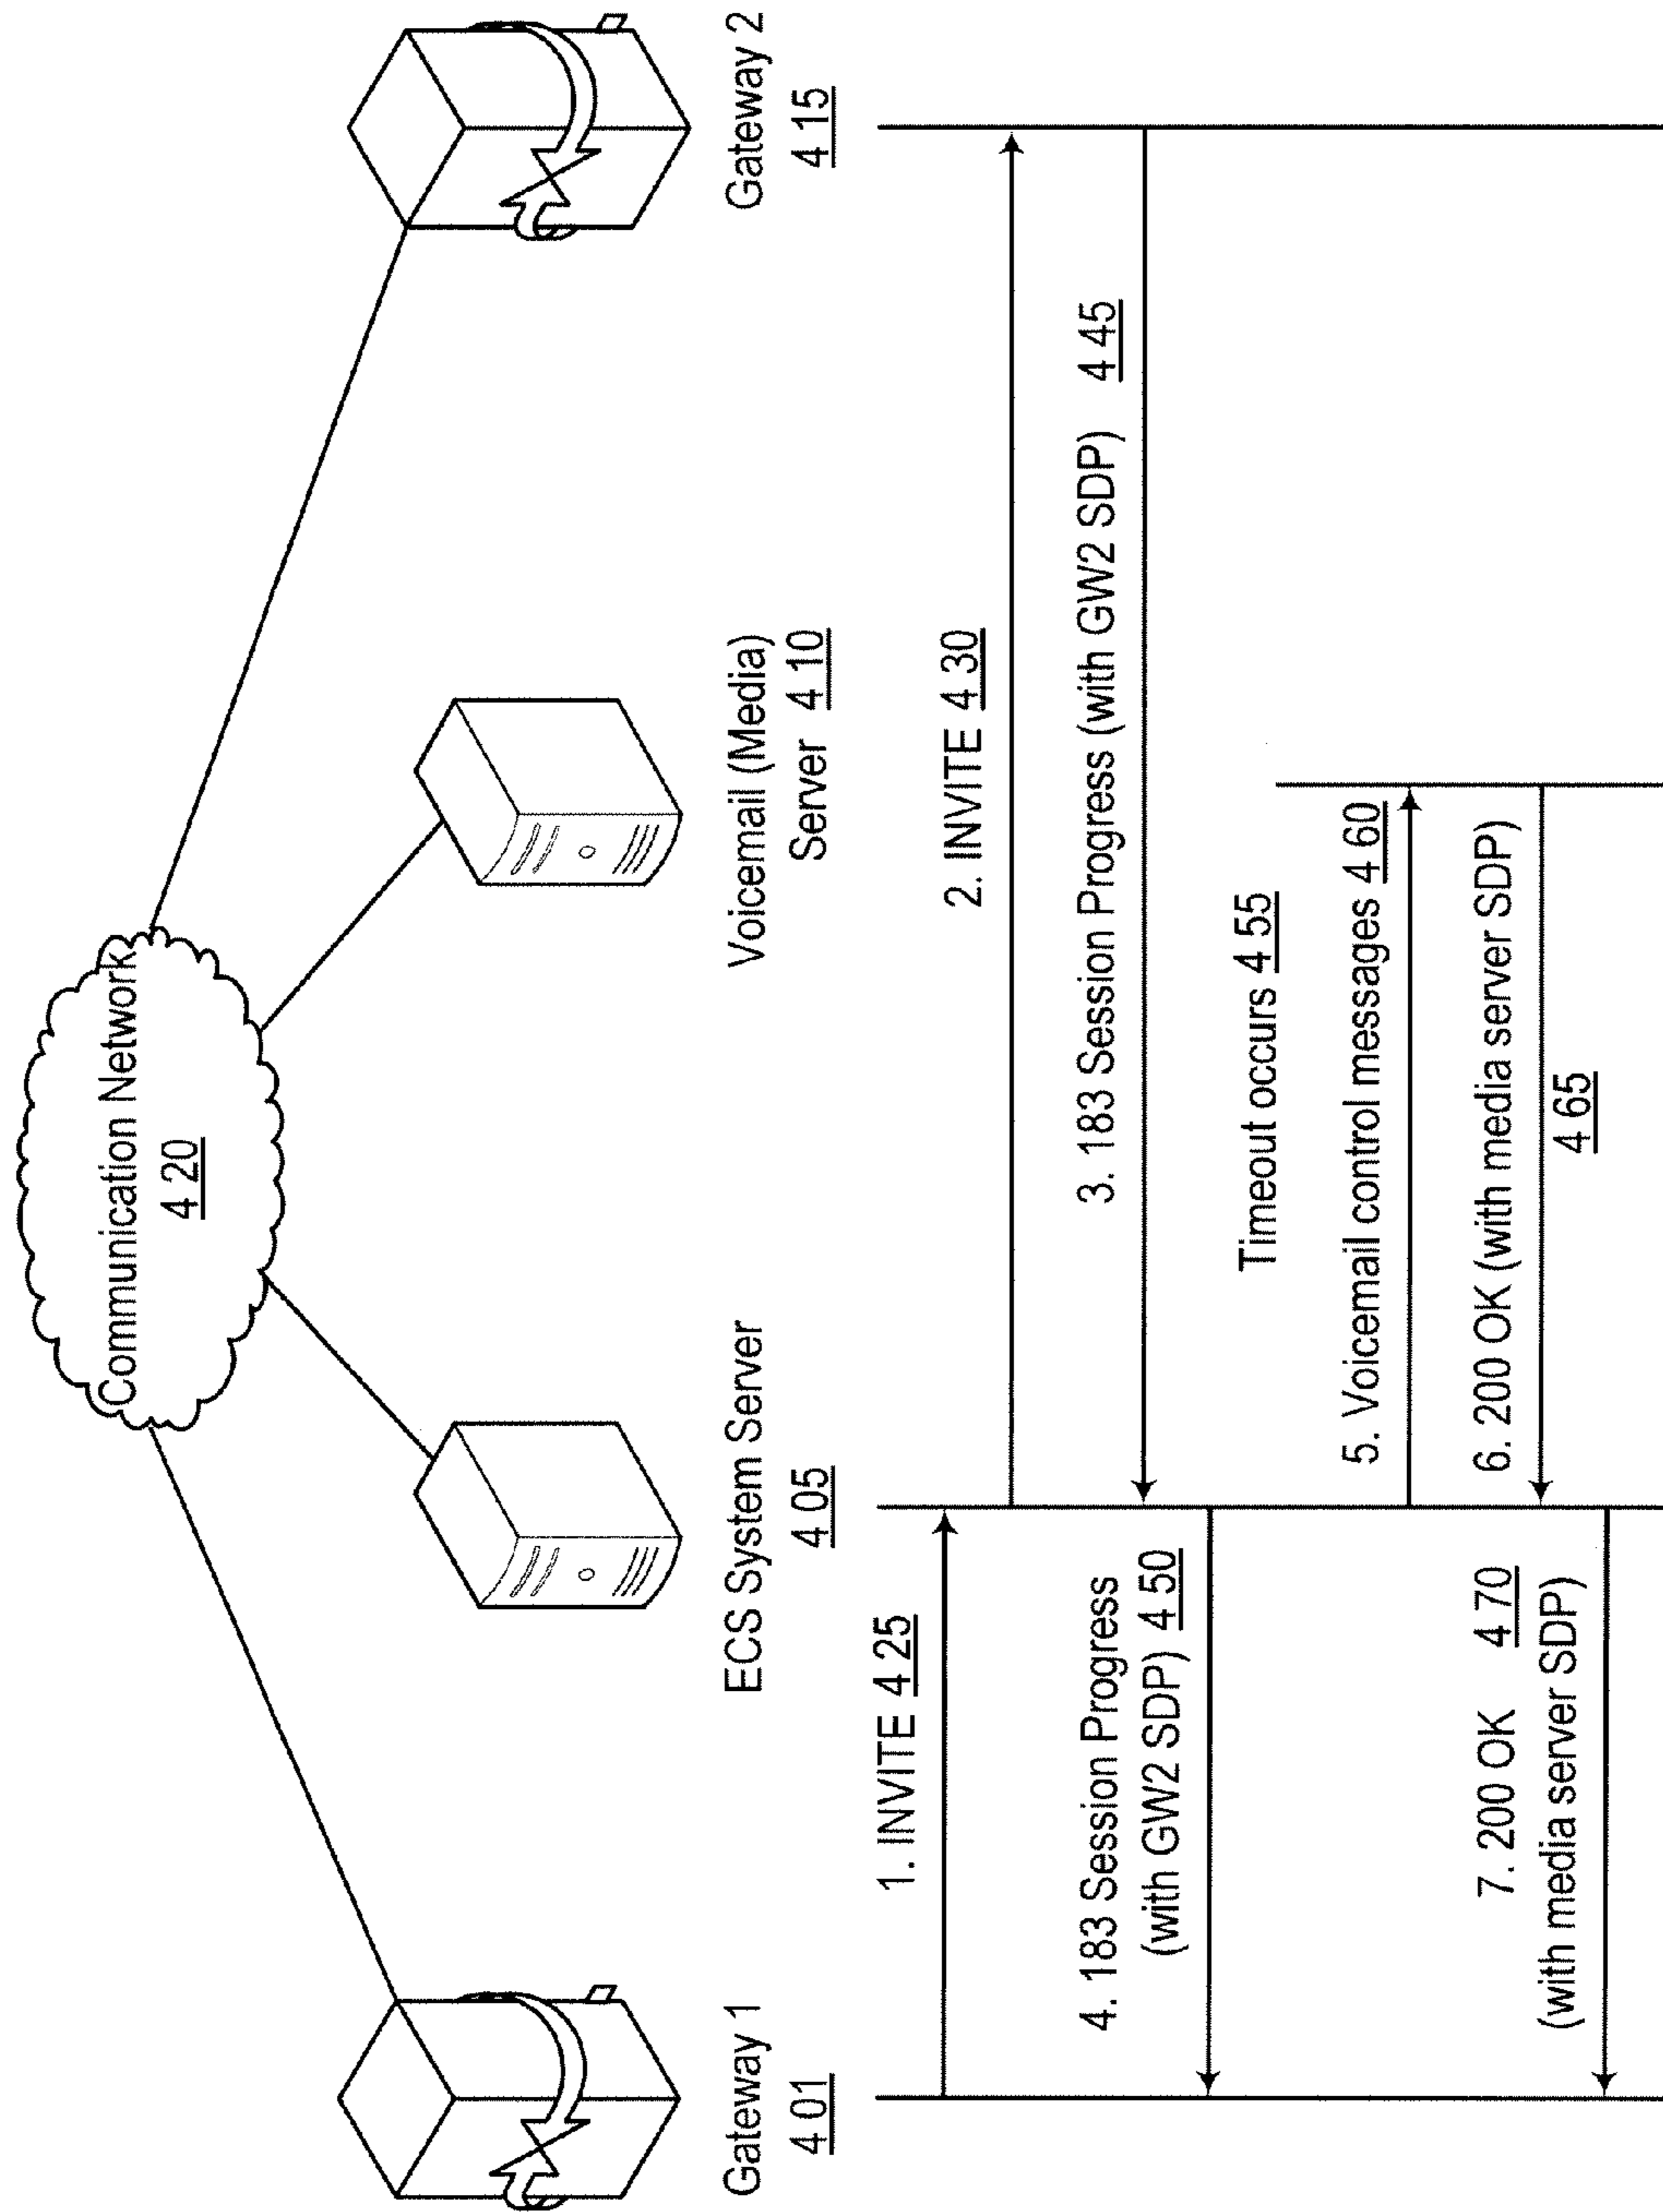 Communication Network
4 20
Gateway 1
4 01
ECS System Server
4 05
Voicemail (Media)
Server 4 10
Gateway 2
4 15
1. INVITE 4 25
2. INVITE 4 30
3. 183 Session Progress (with GW2 SDP) 4 45
4. 183 Session Progress
(with GW2 SDP) 4 50
Timeout occurs 4 55
5. Voicemail control messages 4 60
6. 200 OK (with media server SDP)
4 65
7. 200 OK 4 70
(with media server SDP)